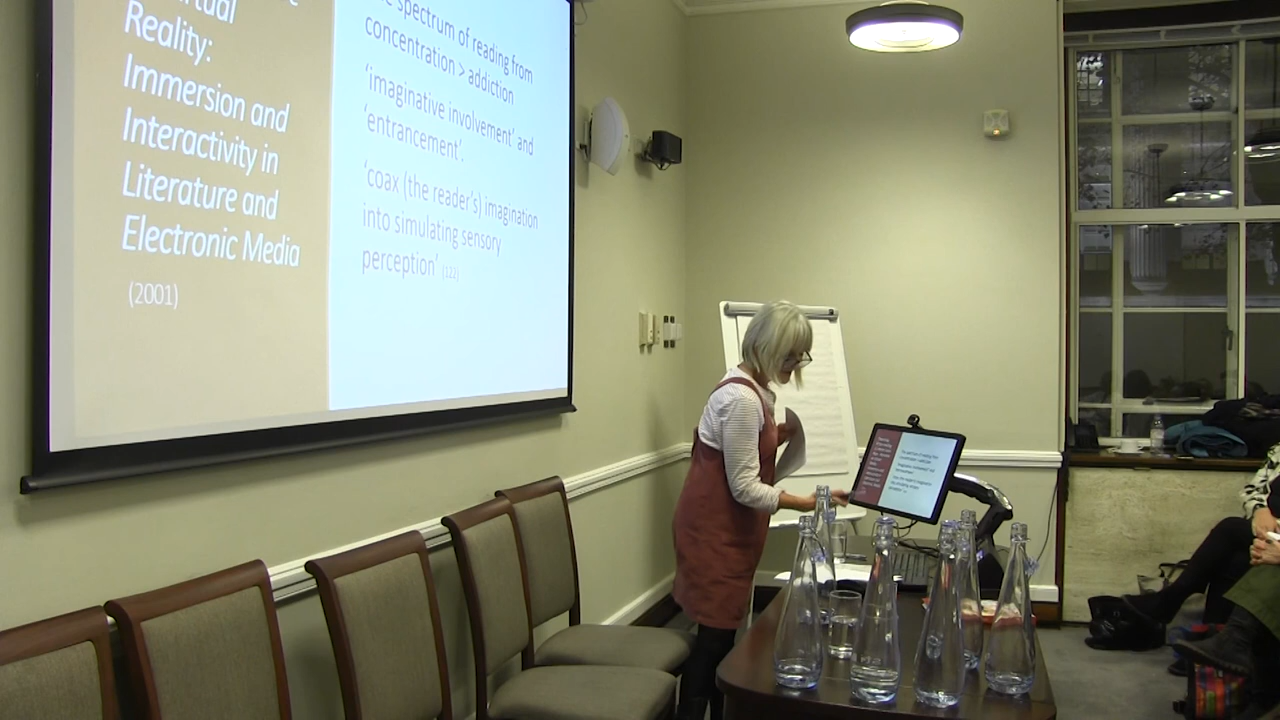 Reality:
Immersion and
Interactivity in
Literature and
Electronic Media
(2001)
spectrum of reading from
concentration > addiction
'imaginative involvement' and
'entrancement'.
'coax (the reader's) imagination
into simulating sensory
perception' (122)